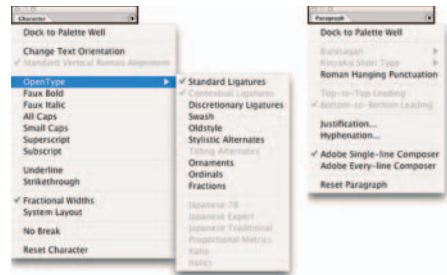 Character
Dock to Palette Well
Change Text Orientation
✓ Standard Vertical Roman Alignment
OpenType
Faux Bold
Faux Italic
All Caps
Small Caps
Superscript
Subscript
Underline
Strikethrough
✓ Fractional Widths
System Layout
No Break
Reset Character
✓ Standard Ligatures
✓ Contextual Ligatures
Discretionary Ligatures
Swash
Oldstyle
Stylistic Alternates
Titling Alternates
Ornaments
Ordinals
Fractions
Japanese 78
Japanese Expert
Japanese Traditional
Proportional Metrics
Kana
Italics
Paragraph
Dock to Palette Well
Burasagari
Kinsoku Shori Type
Roman Hanging Punctuation
Top-to-Top Leading
✓ Bottom-to-Bottom Leading
Justification...
Hyphenation...
✓ Adobe Single-line Composer
Adobe Every-line Composer
Reset Paragraph